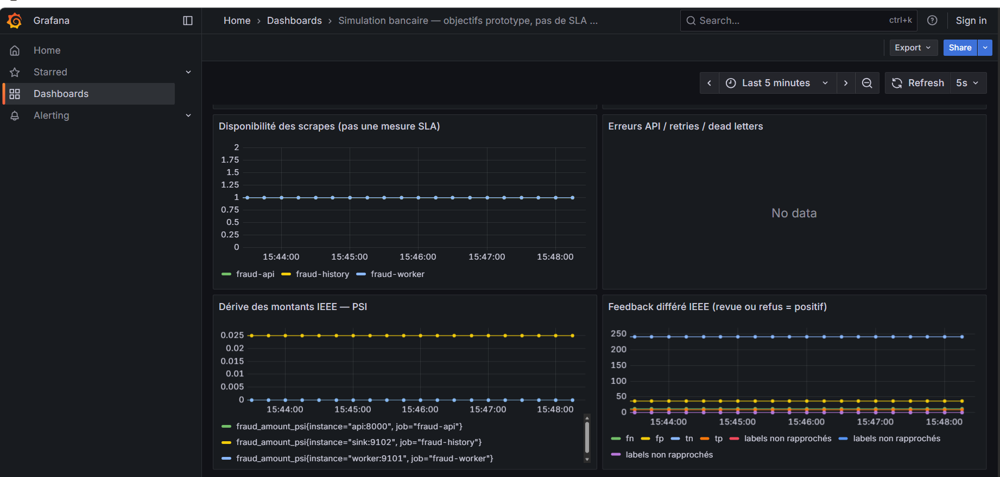 Grafana
Home › Dashboards › Simulation bancaire — objectifs prototype, pas de SLA ...
Search...
ctrl+k
Sign in
Home
Starred
Dashboards
Alerting
Export
Share
Last 5 minutes
Refresh
5s
Disponibilité des scrapes (pas une mesure SLA)
2
1.75
1.5
1.25
1
0.75
0.5
0.25
0
15:44:00 15:45:00 15:46:00 15:47:00 15:48:00
fraud-api fraud-history fraud-worker
Erreurs API / retries / dead letters
No data
Dérive des montants IEEE — PSI
0.025
0.02
0.015
0.01
0.005
0
15:44:00 15:45:00 15:46:00 15:47:00 15:48:00
fraud_amount_psi{instance="api:8000", job="fraud-api"}
fraud_amount_psi{instance="sink:9102", job="fraud-history"}
fraud_amount_psi{instance="worker:9101", job="fraud-worker"}
Feedback différé IEEE (revue ou refus = positif)
250
200
150
100
50
0
15:44:00 15:45:00 15:46:00 15:47:00 15:48:00
fn fp tn tp labels non rapprochés labels non rapprochés
labels non rapprochés